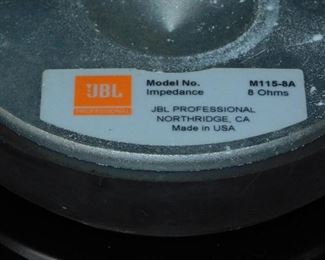 JBL
PROFESSIONAL
Model No. M115-8A
Impedance 8 Ohms
JBL PROFESSIONAL
NORTHRIDGE, CA
Made in USA